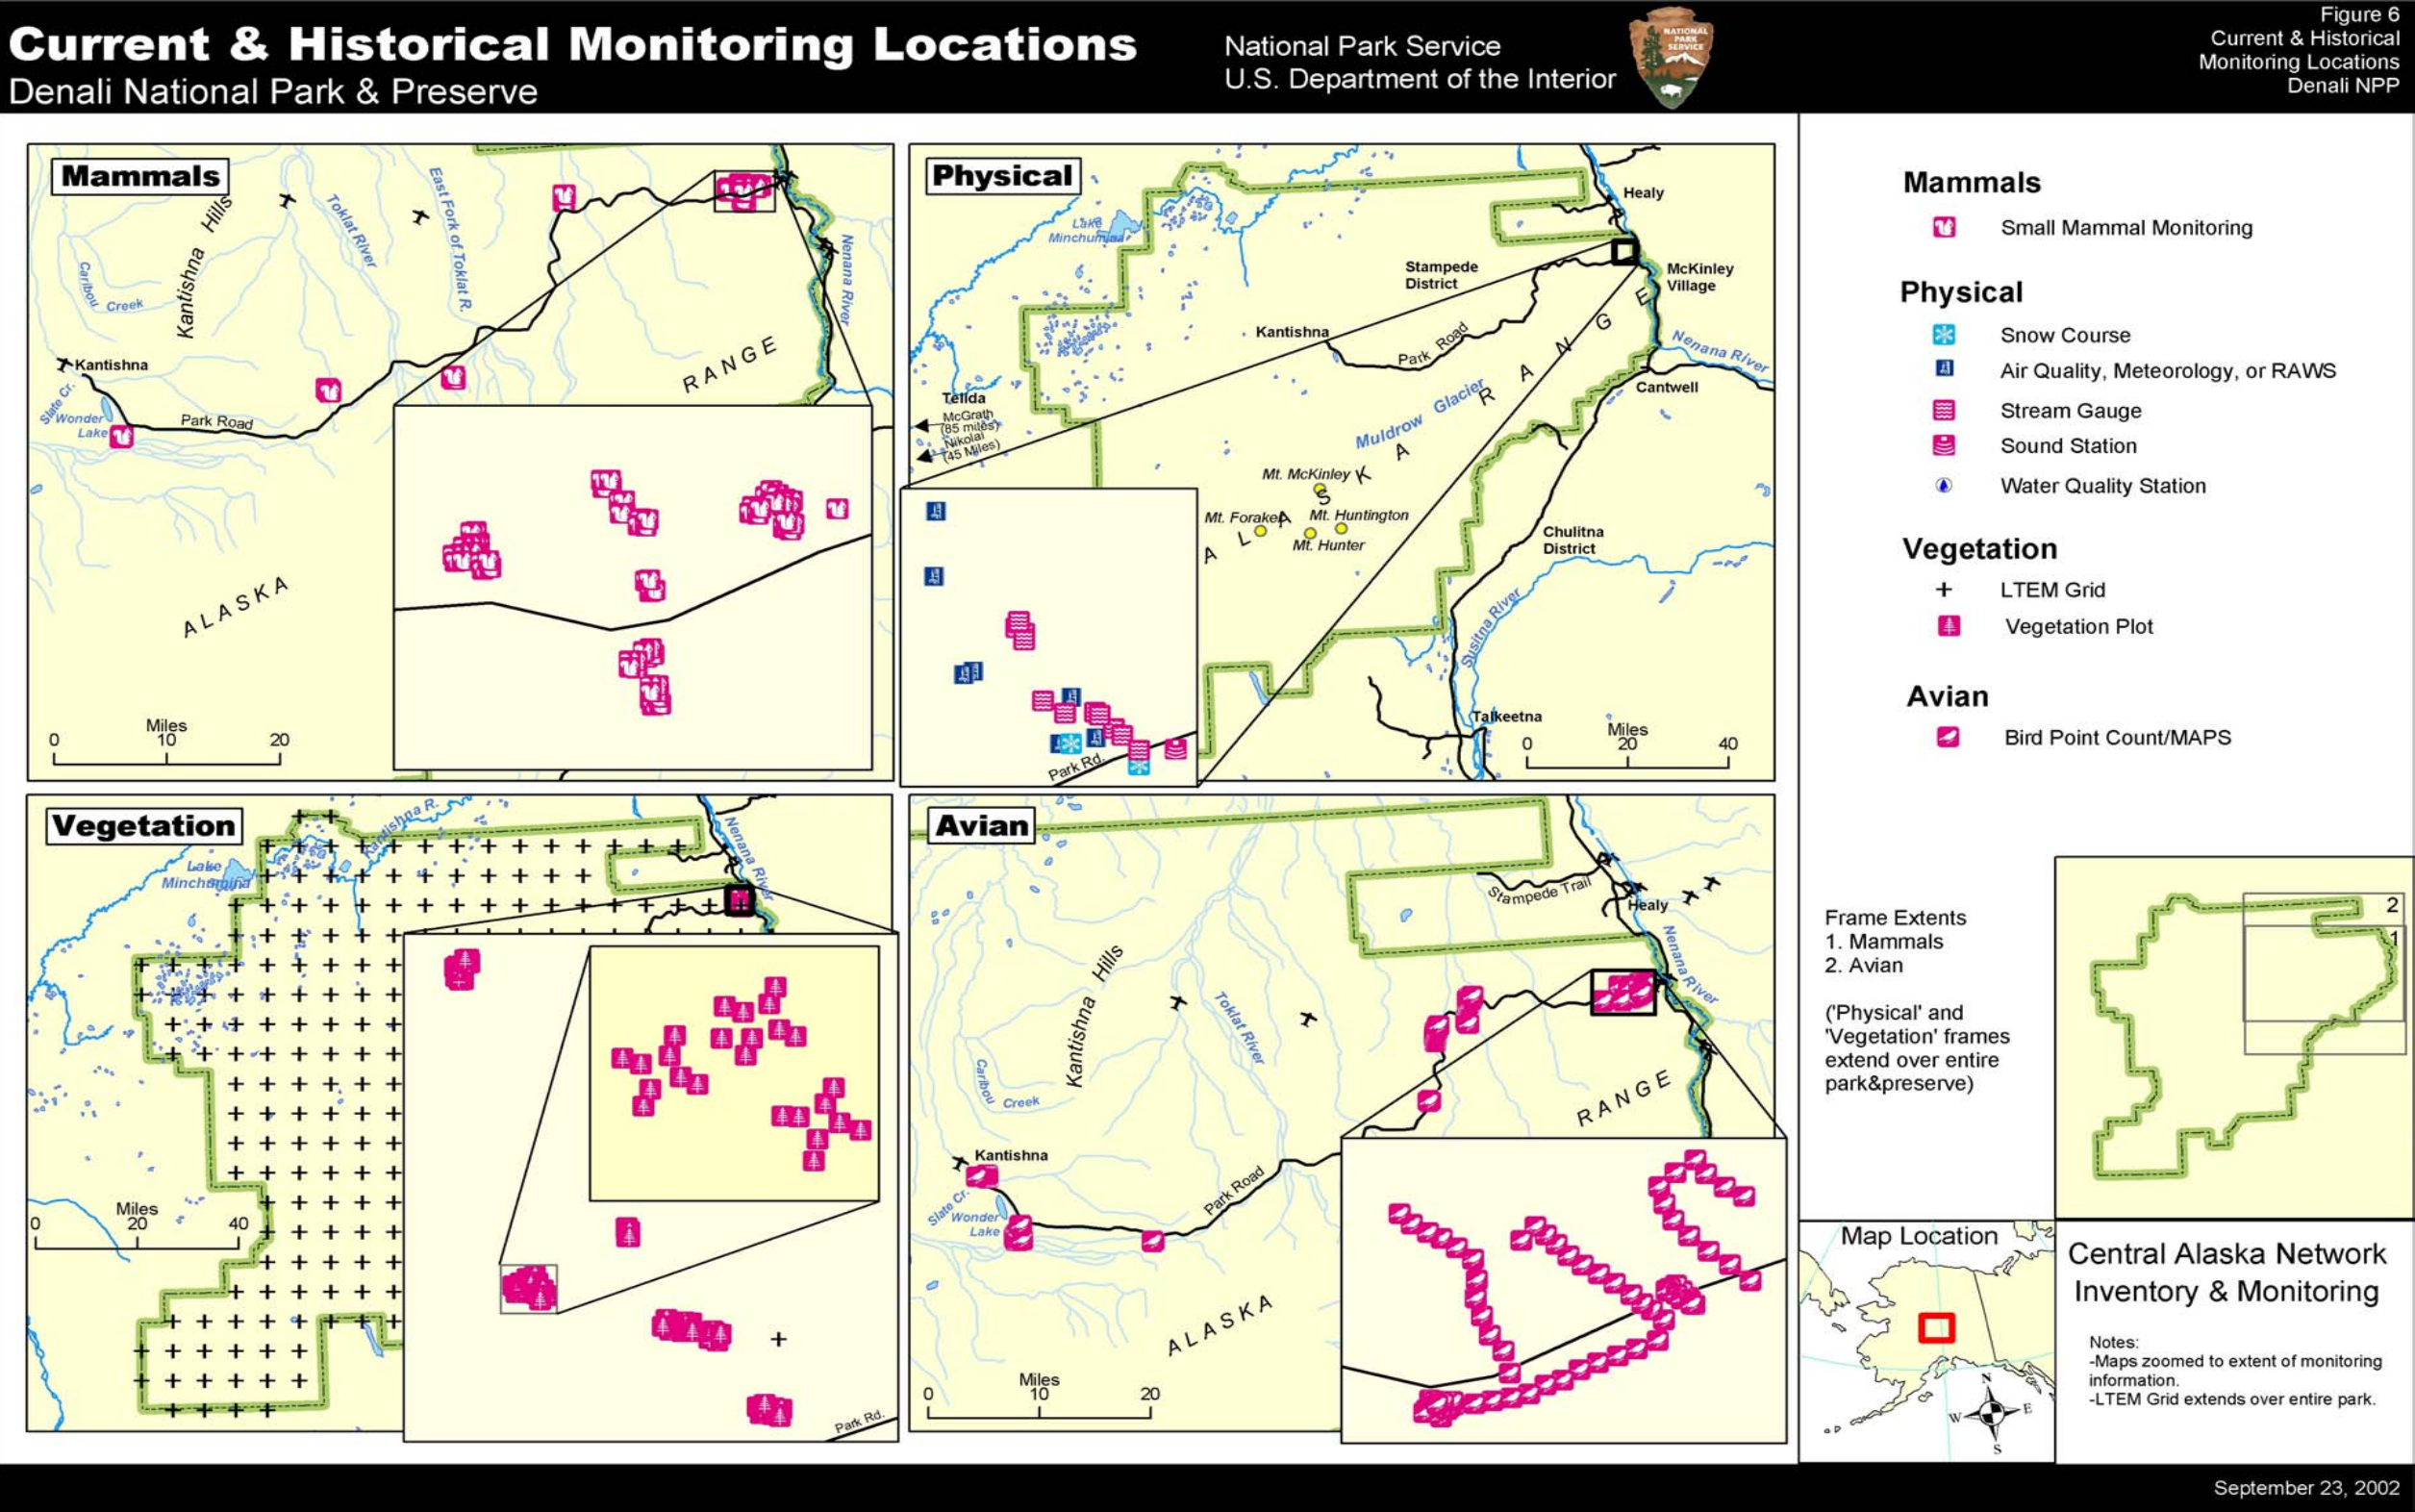 Current & Historical Monitoring Locations
Denali National Park & Preserve
National Park Service
U.S. Department of the Interior
NATIONAL
PARK
SERVICE
Figure 6
Current & Historical
Monitoring Locations
Denali NPP
Mammals
Kantishna Hills
Toklat River
East Fork of Toklat R.
Nenana River
Caribou Creek
Kantishna
Slate Cr.
Wonder
Lake
Park Road
RANGE
ALASKA
Miles
0 10 20
Physical
Healy
Lake
Minchumina
Stampede
District
McKinley
Village
Kantishna
Park Road
Nenana River
Cantwell
Telida
McGrath
(85 miles)
Nikolai
(45 Miles)
Muldrow Glacier
ALASKA RANGE
Mt. McKinley
Mt. Foraker
Mt. Huntington
Mt. Hunter
Chulitna
District
Susitna River
Talkeetna
Park Rd.
Miles
0 20 40
Vegetation
Kantishna R.
Nenana River
Lake
Minchumina
Miles
0 20 40
Park Rd.
Avian
Stampede Trail
Healy
Nenana River
Kantishna Hills
Toklat River
Caribou Creek
Kantishna
Slate Cr.
Wonder
Lake
Park Road
RANGE
ALASKA
Miles
0 10 20
Mammals
Small Mammal Monitoring
Physical
Snow Course
Air Quality, Meteorology, or RAWS
Stream Gauge
Sound Station
Water Quality Station
Vegetation
LTEM Grid
Vegetation Plot
Avian
Bird Point Count/MAPS
Frame Extents
1. Mammals
2. Avian
('Physical' and
'Vegetation' frames
extend over entire
park&preserve)
2
1
Map Location
N
W E
S
Central Alaska Network
Inventory & Monitoring
Notes:
-Maps zoomed to extent of monitoring
information.
-LTEM Grid extends over entire park.
September 23, 2002